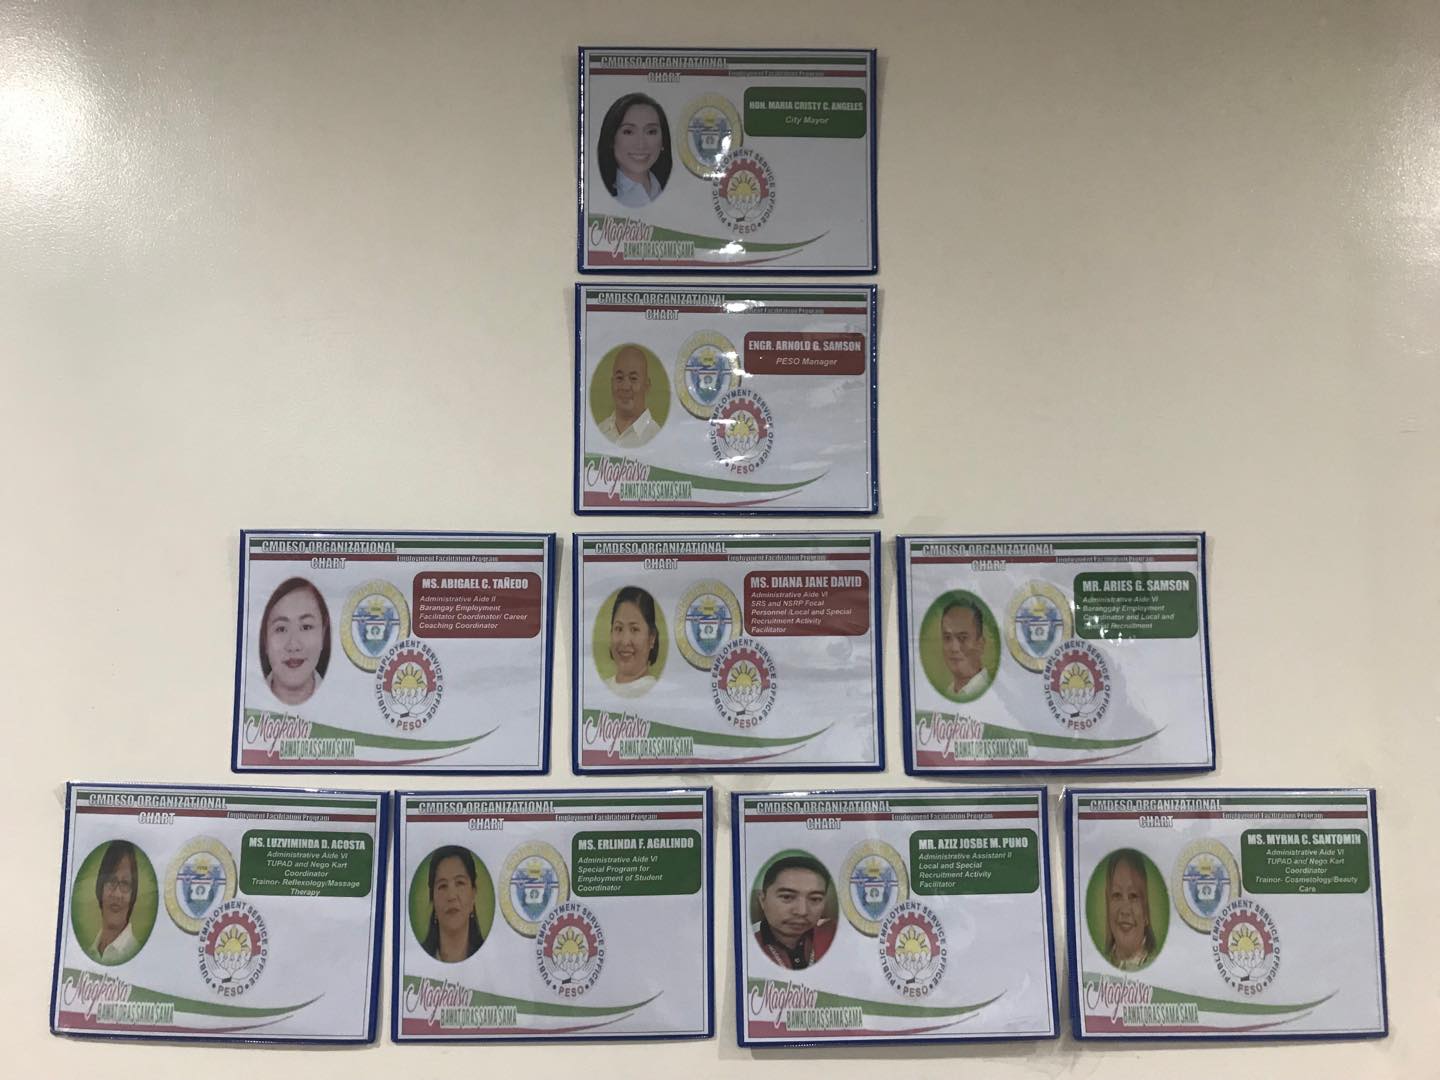 CMDESO ORGANIZATIONAL
CHART
Employment Facilitation Program
HON. MARIA CRISTY C. ANGELES
City Mayor
PUBLIC EMPLOYMENT SERVICE OFFICE
PESO
Magkaisa
BAWAT ORAS SAMA SAMA
CMDESO ORGANIZATIONAL
CHART
Employment Facilitation Program
ENGR. ARNOLD G. SAMSON
PESO Manager
PUBLIC EMPLOYMENT SERVICE OFFICE
PESO
Magkaisa
BAWAT ORAS SAMA SAMA
CMDESO ORGANIZATIONAL
CHART
Employment Facilitation Program
MS. ABIGAEL C. TAÑEDO
Administrative Aide II
Barangay Employment
Facilitator Coordinator/ Career
Coaching Coordinator
PUBLIC EMPLOYMENT SERVICE OFFICE
PESO
Magkaisa
BAWAT ORAS SAMA SAMA
CMDESO ORGANIZATIONAL
CHART
Employment Facilitation Program
MS. DIANA JANE DAVID
Administrative Aide VI
SRS and NSRP Focal
Personnel /Local and Special
Recruitment Activity
Facilitator
PUBLIC EMPLOYMENT SERVICE OFFICE
PESO
Magkaisa
BAWAT ORAS SAMA SAMA
CMDESO ORGANIZATIONAL
CHART
Employment Facilitation Program
MR. ARIES G. SAMSON
Administrative Aide VI
Baranggay Employment
Coordinator and Local and
Special Recruitment
PUBLIC EMPLOYMENT SERVICE OFFICE
PESO
Magkaisa
BAWAT ORAS SAMA SAMA
CMDESO ORGANIZATIONAL
CHART
Employment Facilitation Program
MS. LUZVIMINDA D. ACOSTA
Administrative Aide VI
TUPAD and Nego Kart
Coordinator
Trainor- Reflexology/Massage
Therapy
PUBLIC EMPLOYMENT SERVICE OFFICE
PESO
Magkaisa
BAWAT ORAS SAMA SAMA
CMDESO ORGANIZATIONAL
CHART
Employment Facilitation Program
MS. ERLINDA F. AGALINDO
Administrative Aide VI
Special Program for
Employment of Student
Coordinator
PUBLIC EMPLOYMENT SERVICE OFFICE
PESO
Magkaisa
BAWAT ORAS SAMA SAMA
CMDESO ORGANIZATIONAL
CHART
Employment Facilitation Program
MR. AZIZ JOSBE M. PUNO
Administrative Assistant II
Local and Special
Recruitment Activity
Facilitator
PUBLIC EMPLOYMENT SERVICE OFFICE
PESO
Magkaisa
BAWAT ORAS SAMA SAMA
CMDESO ORGANIZATIONAL
CHART
Employment Facilitation Program
MS. MYRNA C. SANTOMIN
Administrative Aide VI
TUPAD and Nego Kart
Coordinator
Trainor- Cosmetology/Beauty
Care
PUBLIC EMPLOYMENT SERVICE OFFICE
PESO
Magkaisa
BAWAT ORAS SAMA SAMA